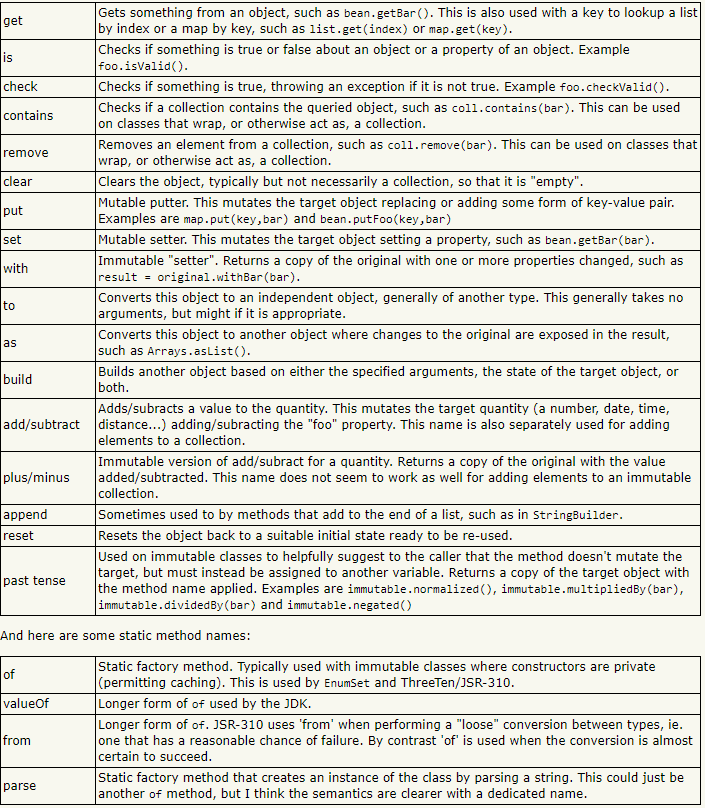 get
Gets something from an object, such as bean.getBar(). This is also used with a key to lookup a list
by index or a map by key, such as list.get(index) or map.get(key).
is
Checks if something is true or false about an object or a property of an object. Example
foo.isValid().
check
Checks if something is true, throwing an exception if it is not true. Example foo.checkValid().
contains
Checks if a collection contains the queried object, such as coll.contains(bar). This can be used
on classes that wrap, or otherwise act as, a collection.
remove
Removes an element from a collection, such as coll.remove(bar). This can be used on classes that
wrap, or otherwise act as, a collection.
clear
Clears the object, typically but not necessarily a collection, so that it is "empty".
put
Mutable putter. This mutates the target object replacing or adding some form of key-value pair.
Examples are map.put(key,bar) and bean.putFoo(key,bar)
set
Mutable setter. This mutates the target object setting a property, such as bean.getBar(bar).
with
Immutable "setter". Returns a copy of the original with one or more properties changed, such as
result = original.withBar(bar).
to
Converts this object to an independent object, generally of another type. This generally takes no
arguments, but might if it is appropriate.
as
Converts this object to another object where changes to the original are exposed in the result,
such as Arrays.asList().
build
Builds another object based on either the specified arguments, the state of the target object, or
both.
add/subtract
Adds/subracts a value to the quantity. This mutates the target quantity (a number, date, time,
distance...) adding/subracting the "foo" property. This name is also separately used for adding
elements to a collection.
plus/minus
Immutable version of add/subract for a quantity. Returns a copy of the original with the value
added/subtracted. This name does not seem to work as well for adding elements to an immutable
collection.
append
Sometimes used to by methods that add to the end of a list, such as in StringBuilder.
reset
Resets the object back to a suitable initial state ready to be re-used.
past tense
Used on immutable classes to helpfully suggest to the caller that the method doesn't mutate the
target, but must instead be assigned to another variable. Returns a copy of the target object with
the method name applied. Examples are immutable.normalized(), immutable.multipliedBy(bar),
immutable.dividedBy(bar) and immutable.negated()
And here are some static method names:
of
Static factory method. Typically used with immutable classes where constructors are private
(permitting caching). This is used by EnumSet and ThreeTen/JSR-310.
valueOf
Longer form of of used by the JDK.
from
Longer form of of. JSR-310 uses 'from' when performing a "loose" conversion between types, ie.
one that has a reasonable chance of failure. By contrast 'of' is used when the conversion is almost
certain to succeed.
parse
Static factory method that creates an instance of the class by parsing a string. This could just be
another of method, but I think the semantics are clearer with a dedicated name.